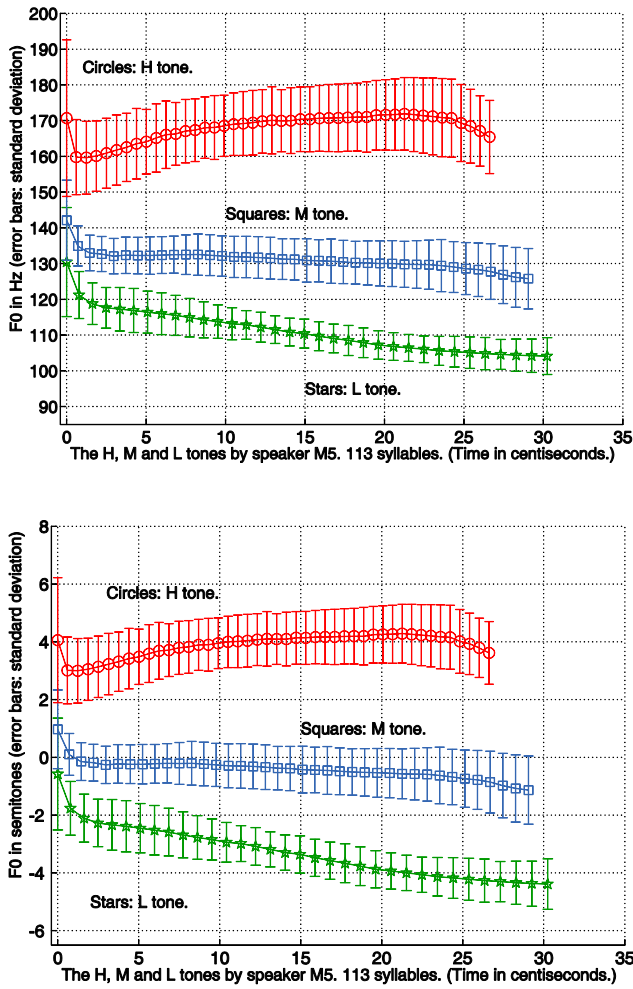 200
190
Circles: H tone.
180
170
160
150
Squares: M tone.
140
130
120
110
100
Stars: L tone.
90
F0 in Hz (error bars: standard deviation)
0 5 10 15 20 25 30 35
The H, M and L tones by speaker M5. 113 syllables. (Time in centiseconds.)
8
6
Circles: H tone.
4
2
Squares: M tone.
0
-2
-4
Stars: L tone.
-6
F0 in semitones (error bars: standard deviation)
0 5 10 15 20 25 30 35
The H, M and L tones by speaker M5. 113 syllables. (Time in centiseconds.)